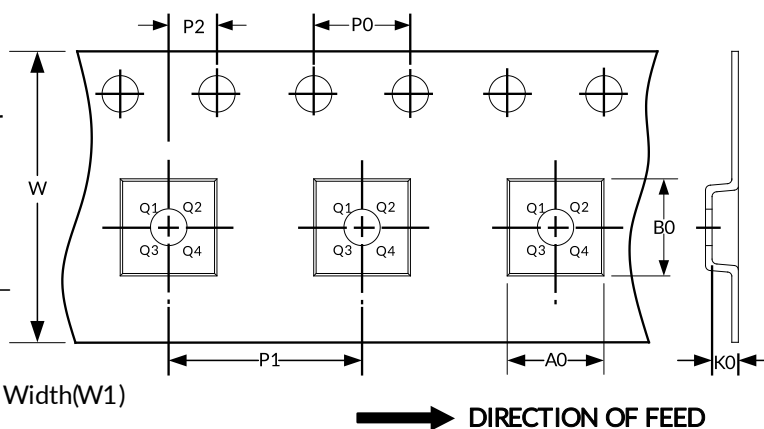 P2 P0
W
Q1 Q2 Q1 Q2 Q1 Q2
B0
Q3 Q4 Q3 Q4 Q3 Q4
P1 A0 K0
Width(W1)
DIRECTION OF FEED